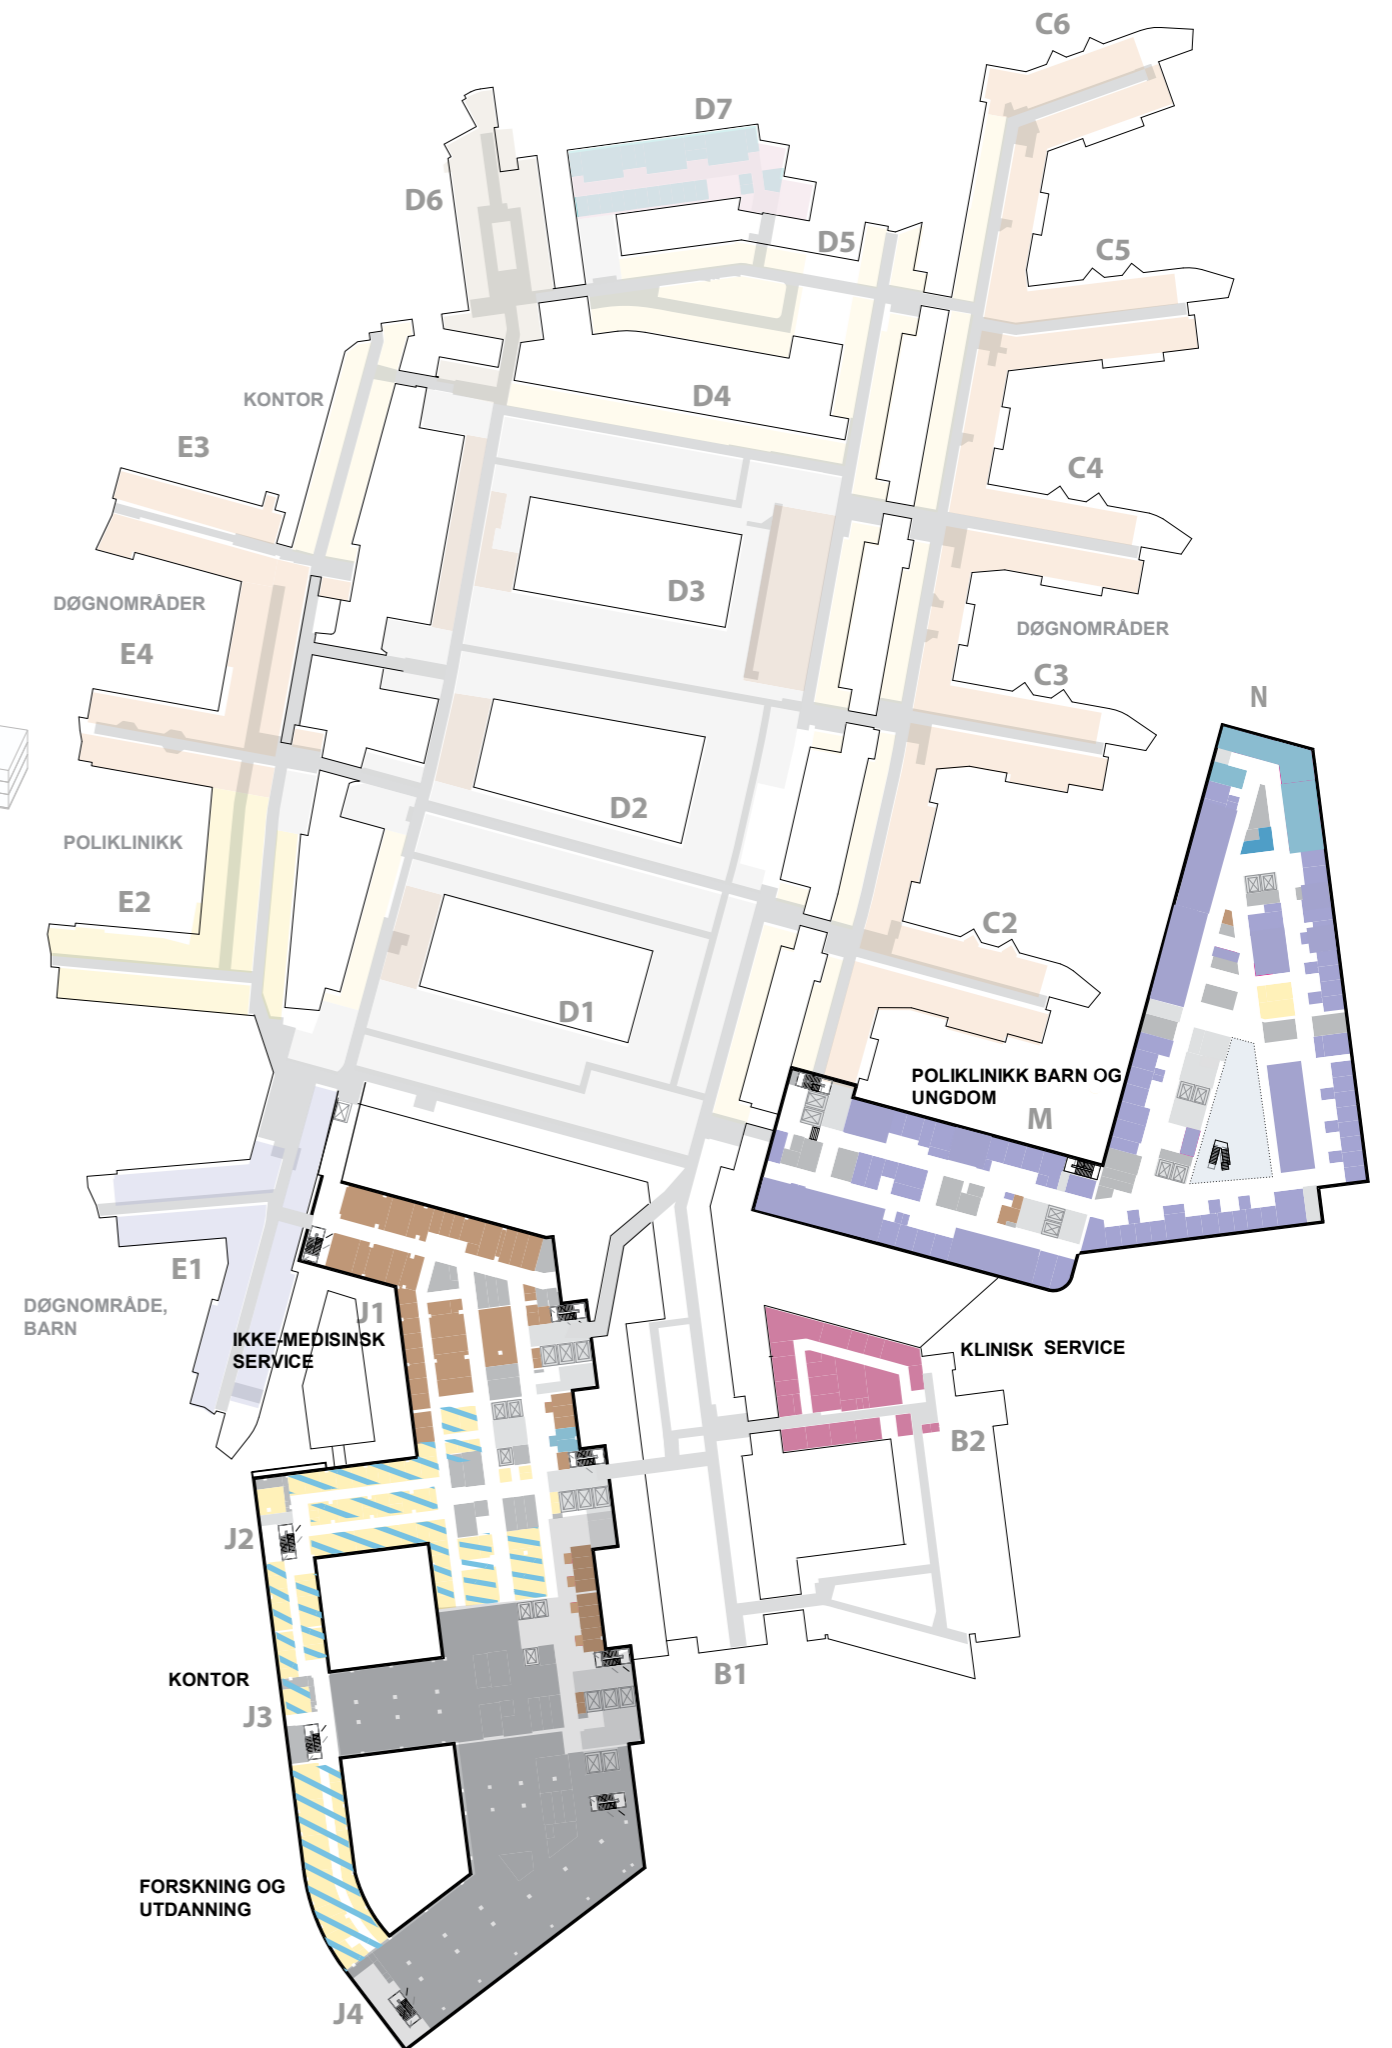 C6
D7
D6
D5
C5
KONTOR
D4
E3
C4
D3
DØGNOMRÅDER
DØGNOMRÅDER
E4
C3
N
D2
POLIKLINIKK
E2
C2
D1
POLIKLINIKK BARN OG
UNGDOM
M
E1
DØGNOMRÅDE,
BARN
J1
IKKE-MEDISINSK
SERVICE
KLINISK SERVICE
B2
J2
B1
KONTOR
J3
FORSKNING OG
UTDANNING
J4